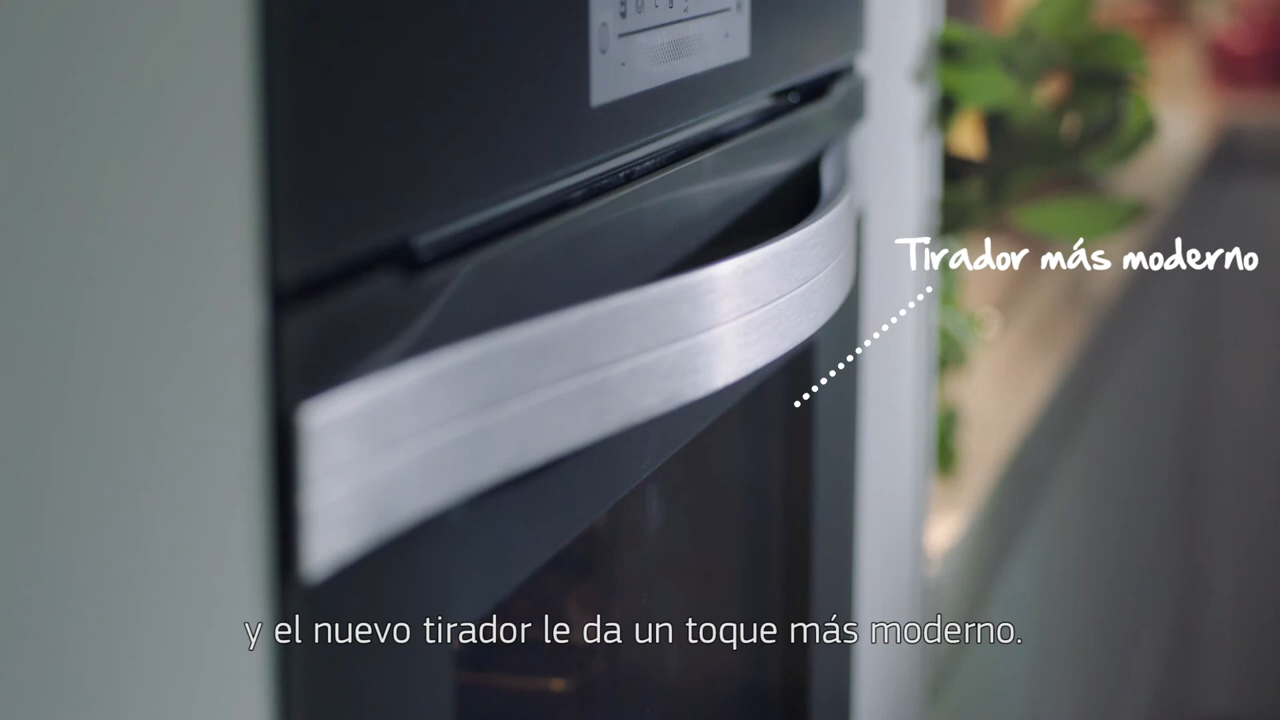 Tirador más moderno
y el nuevo tirador le da un toque más moderno.